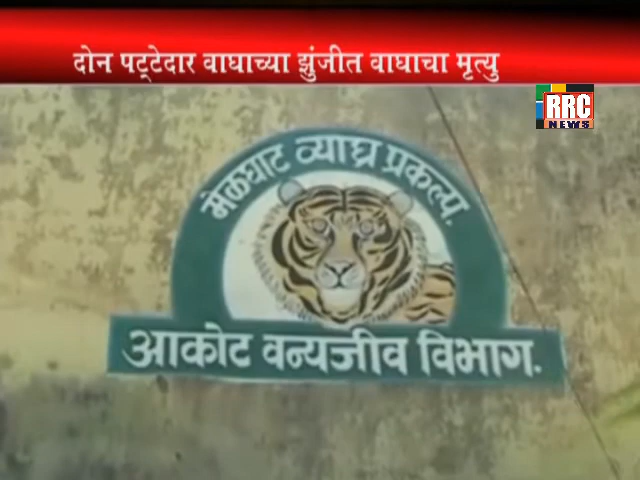 दोन पट्टेदार वाघाच्या झुंजीत वाघाचा मृत्यु
RRC
NEWS
मेळघाट व्याघ्र प्रकल्प.
आकोट वन्यजीव विभाग.